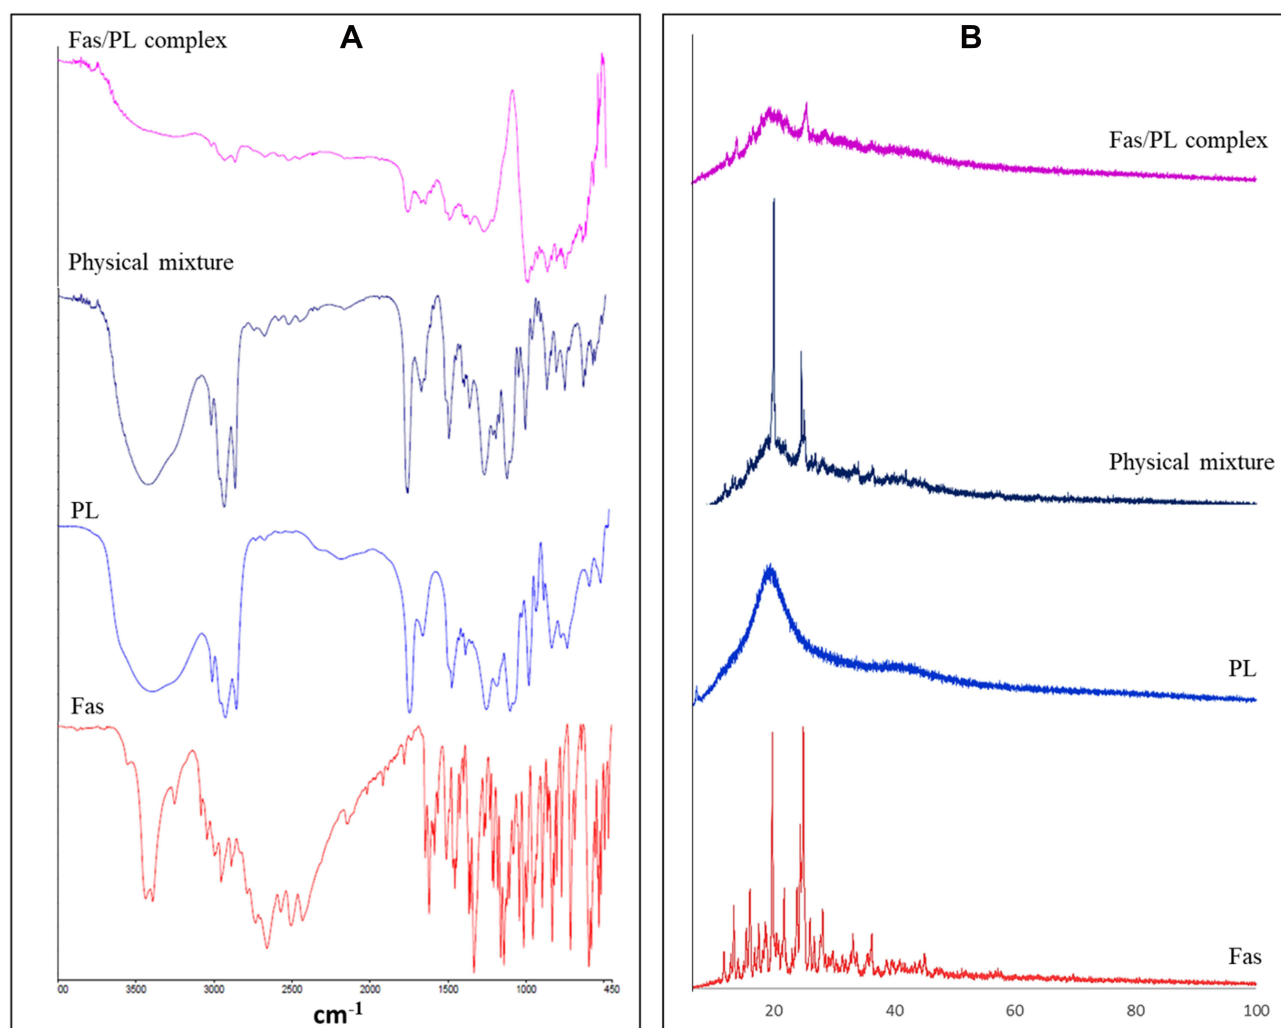 A
Fas/PL complex
Physical mixture
PL
Fas
00 3500 3000 2500 2000 1500 1000 450
cm-1
B
Fas/PL complex
Physical mixture
PL
Fas
20 40 60 80 100